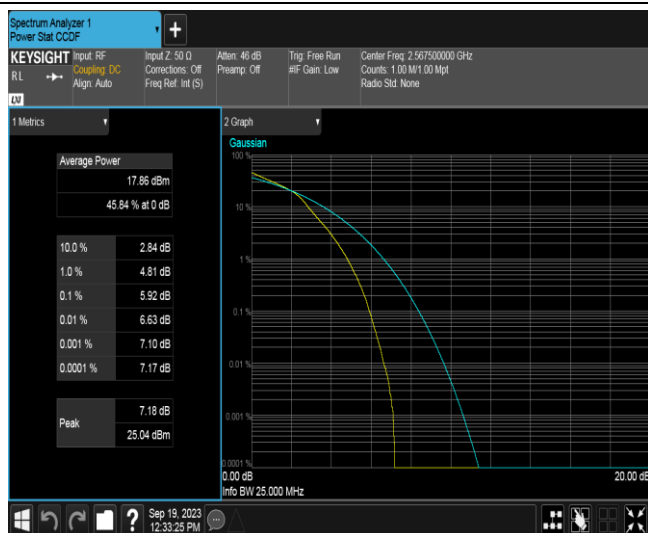 Spectrum Analyzer 1
Power Stat CCDF
+
KEYSIGHT
RL
LXI
Input: RF
Coupling: DC
Align: Auto
Input Z: 50 Ω
Corrections: Off
Freq Ref: Int (S)
Atten: 46 dB
Preamp: Off
Trig: Free Run
#IF Gain: Low
Center Freq: 2.567500000 GHz
Counts: 1.00 M/1.00 Mpt
Radio Std: None
1 Metrics
Average Power
17.86 dBm
45.84 % at 0 dB
10.0 % 2.84 dB
1.0 % 4.81 dB
0.1 % 5.92 dB
0.01 % 6.63 dB
0.001 % 7.10 dB
0.0001 % 7.17 dB
Peak
7.18 dB
25.04 dBm
2 Graph
Gaussian
100 %
10 %
1 %
0.1 %
0.01 %
0.001 %
0.0001 %
0.00 dB
20.00 dB
Info BW 25.000 MHz
?
Sep 19, 2023
12:33:25 PM